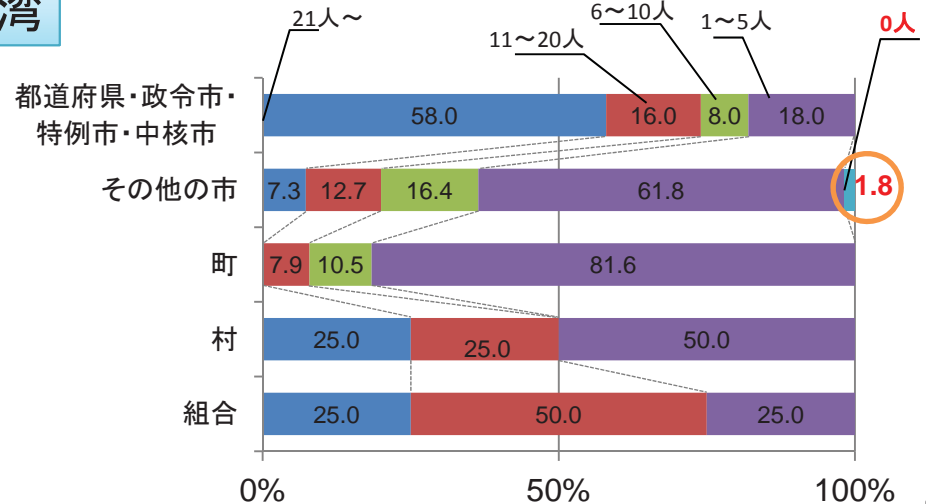 湾
21人～
11～20人
6～10人
1～5人
0人
都道府県・政令市・
特例市・中核市
58.0 16.0 8.0 18.0
その他の市
7.3 12.7 16.4 61.8 1.8
町
7.9 10.5 81.6
村
25.0 25.0 50.0
組合
25.0 50.0 25.0
0% 50% 100%